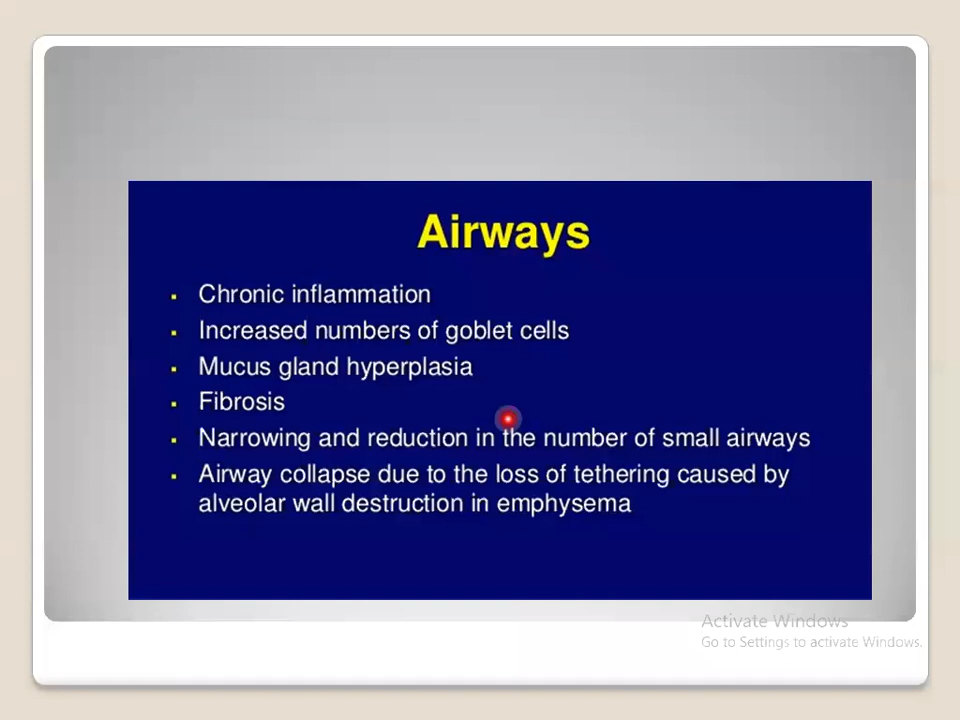 Airways
▪ Chronic inflammation
▪ Increased numbers of goblet cells
▪ Mucus gland hyperplasia
▪ Fibrosis
▪ Narrowing and reduction in the number of small airways
▪ Airway collapse due to the loss of tethering caused by
alveolar wall destruction in emphysema
Activate Windows
Go to Settings to activate Windows.